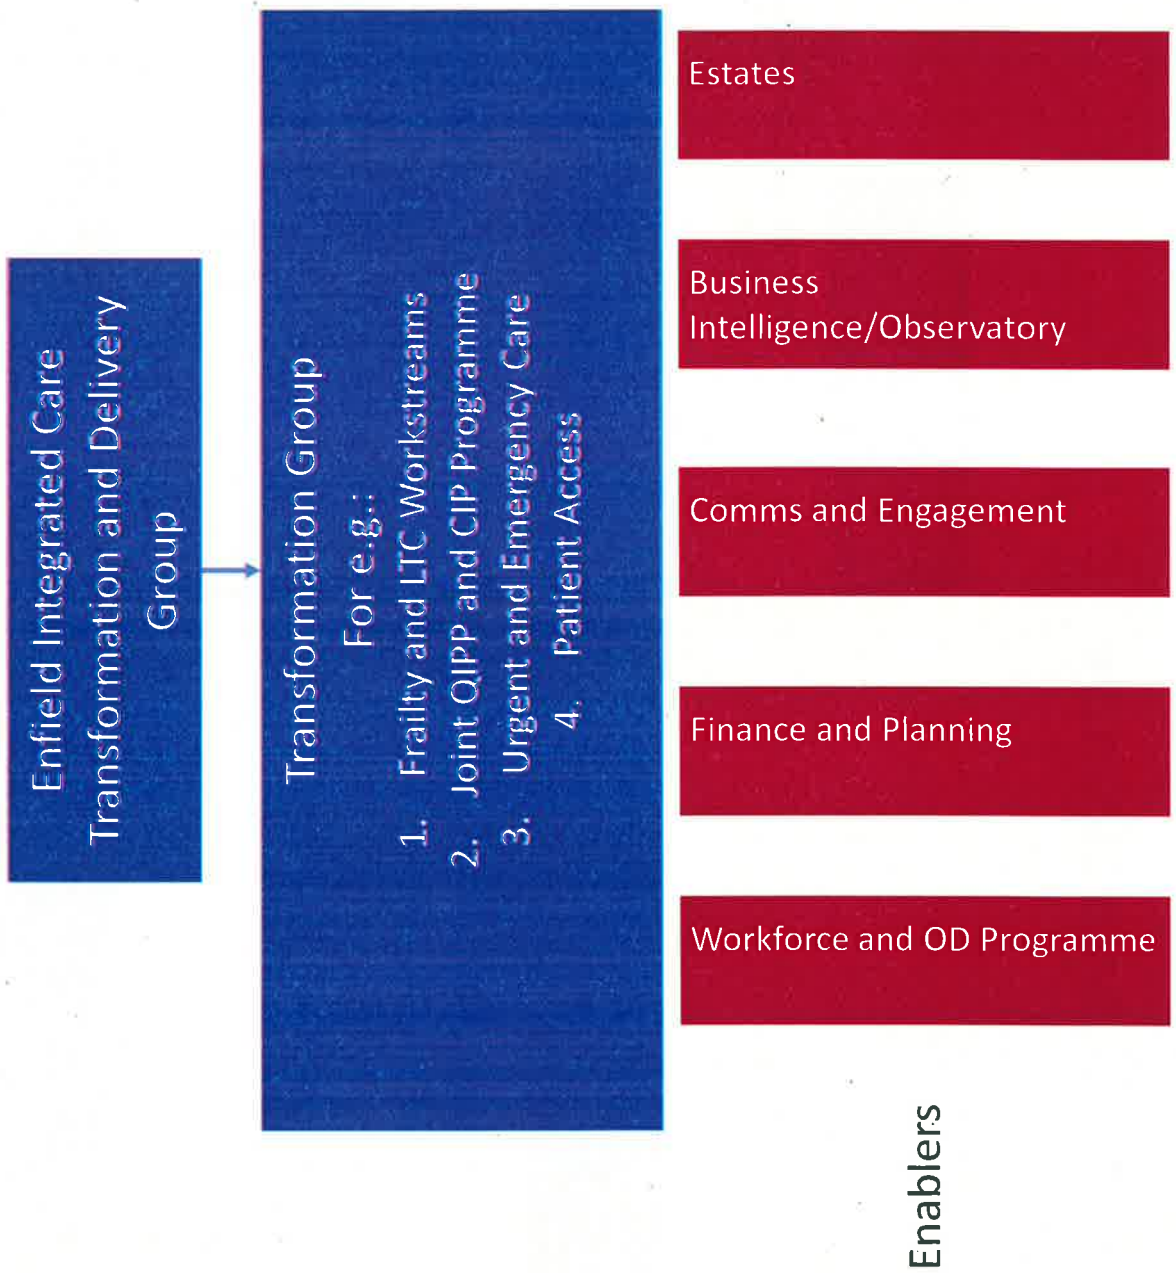 Enfield Integrated Care
Transformation and Delivery
Group
Transformation Group
For e.g.:
1. Frailty and LTC Workstreams
2. Joint QIPP and CIP Programme
3. Urgent and Emergency Care
4. Patient Access
Enablers
Workforce and OD Programme
Finance and Planning
Comms and Engagement
Business
Intelligence/Observatory
Estates